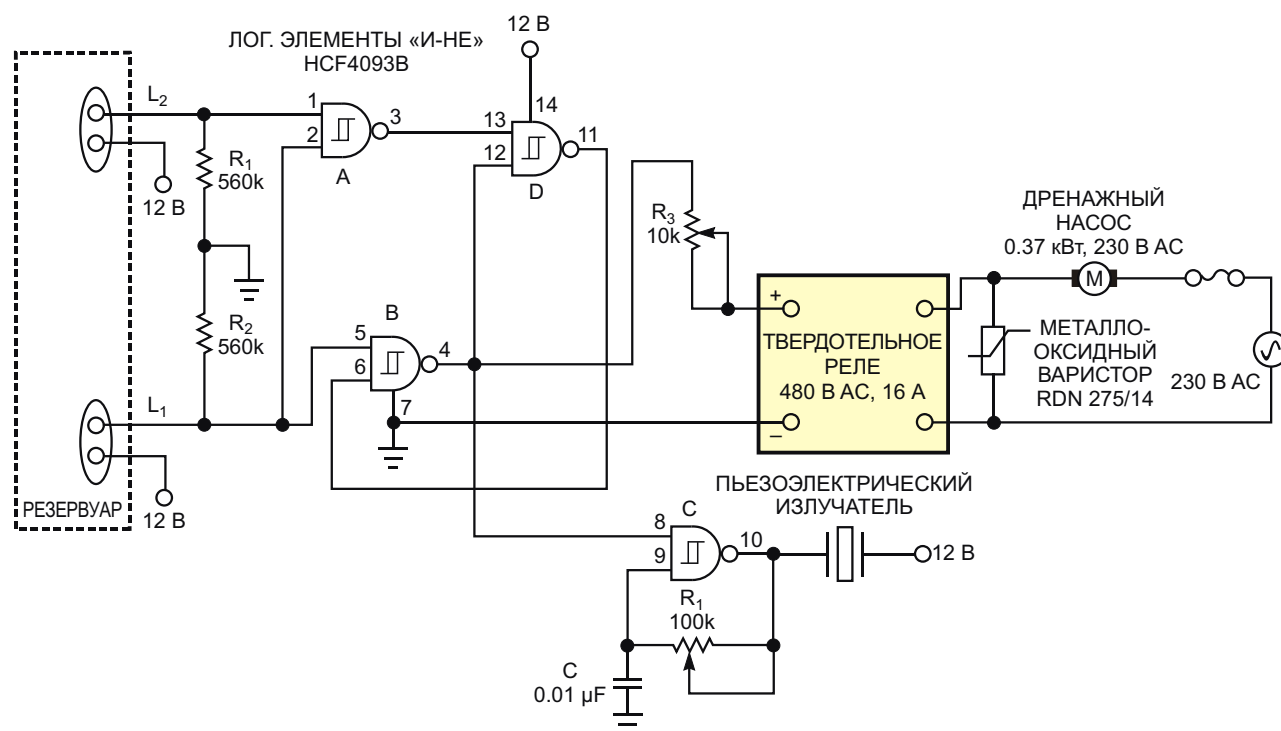 12 В
ЛОГ. ЭЛЕМЕНТЫ «И-НЕ»
HCF4093B
L2
1
2
3
A
13
12
14
11
D
R1
560k
12 В
R2
560k
L1
12 В
РЕЗЕРВУАР
B
5
6
4
7
R3
10k
+
–
ТВЕРДОТЕЛЬНОЕ
РЕЛЕ
480 В AC, 16 А
ДРЕНАЖНЫЙ
НАСОС
0.37 кВт, 230 В AC
M
МЕТАЛЛО-
ОКСИДНЫЙ
ВАРИСТОР
RDN 275/14
230 В AC
ПЬЕЗОЭЛЕКТРИЧЕСКИЙ
ИЗЛУЧАТЕЛЬ
C
8
9
10
12 В
R1
100k
C
0.01 µF